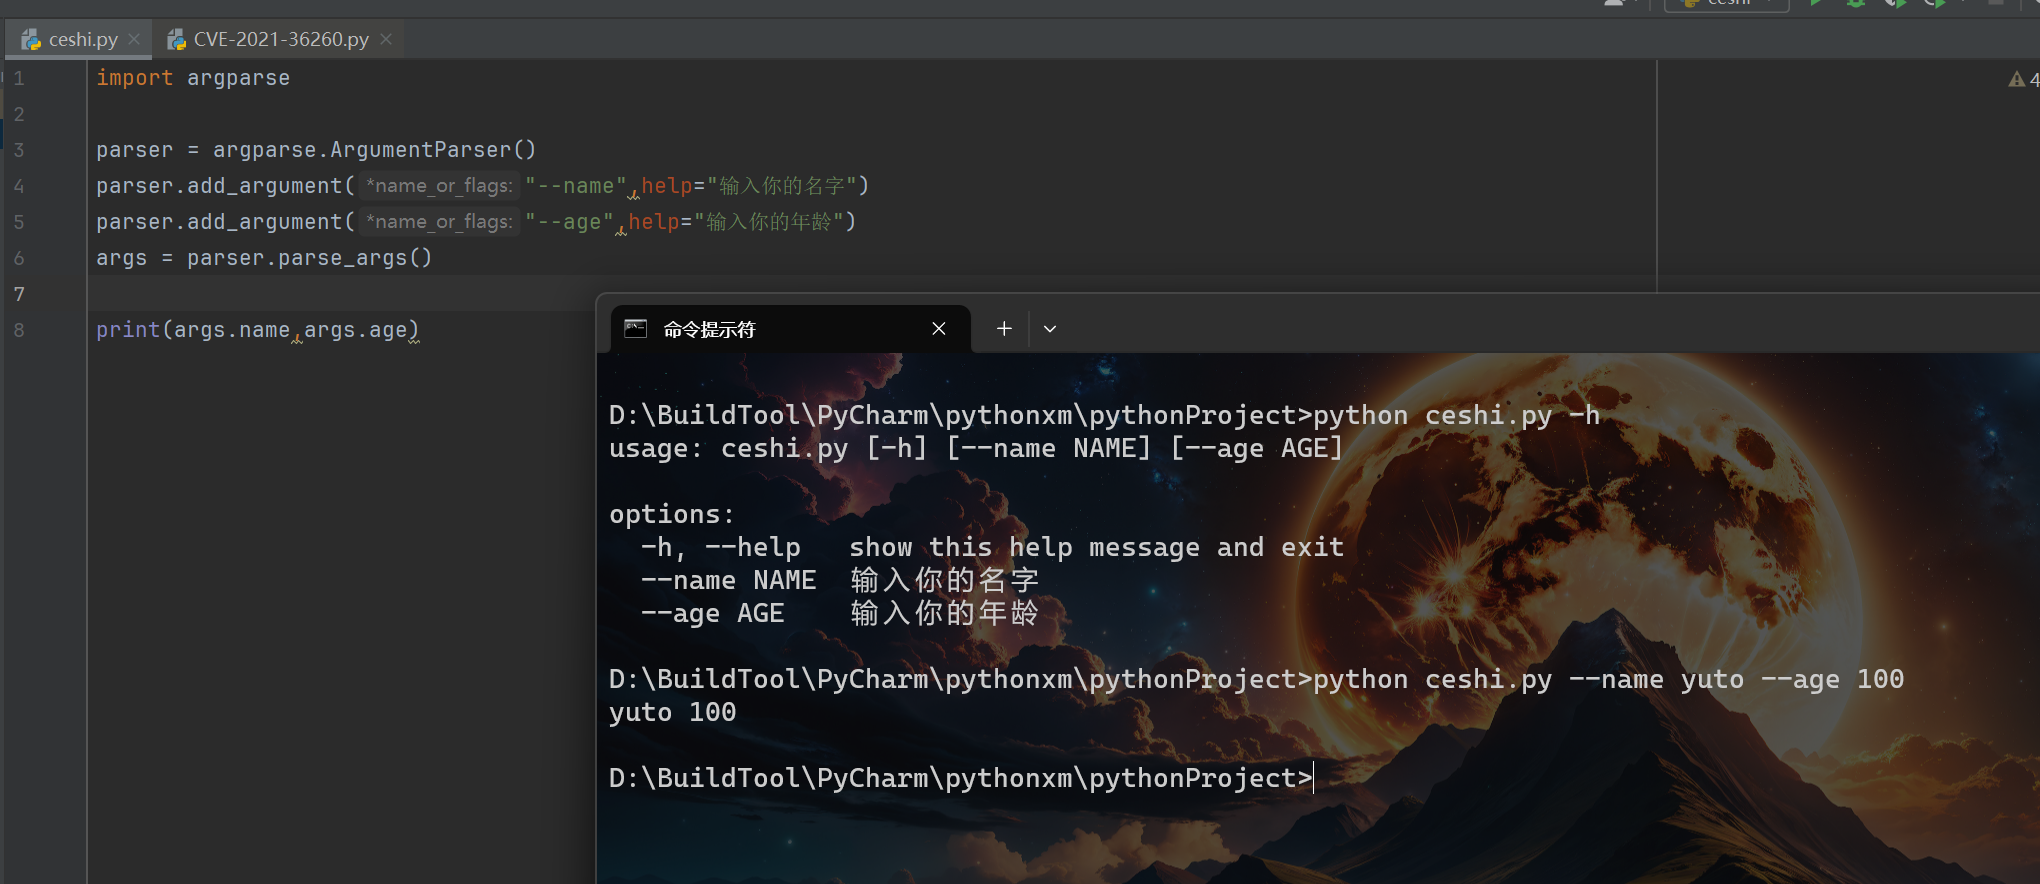 ceshi
ceshi.py
CVE-2021-36260.py
4
1 import argparse
2
3 parser = argparse.ArgumentParser()
4 parser.add_argument( *name_or_flags: "--name",help="输入你的名字")
5 parser.add_argument( *name_or_flags: "--age",help="输入你的年龄")
6 args = parser.parse_args()
7
8 print(args.name,args.age)
命令提示符
D:\BuildTool\PyCharm\pythonxm\pythonProject>python ceshi.py -h
usage: ceshi.py [-h] [--name NAME] [--age AGE]
options:
-h, --help show this help message and exit
--name NAME 输入你的名字
--age AGE 输入你的年龄
D:\BuildTool\PyCharm\pythonxm\pythonProject>python ceshi.py --name yuto --age 100
yuto 100
D:\BuildTool\PyCharm\pythonxm\pythonProject>